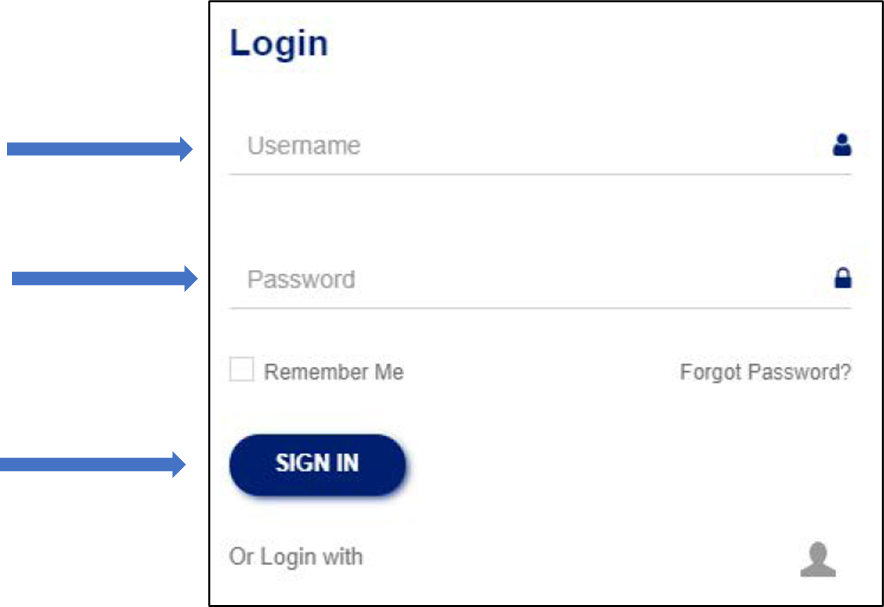 Login
Username
Password
Remember Me Forgot Password?
SIGN IN
Or Login with